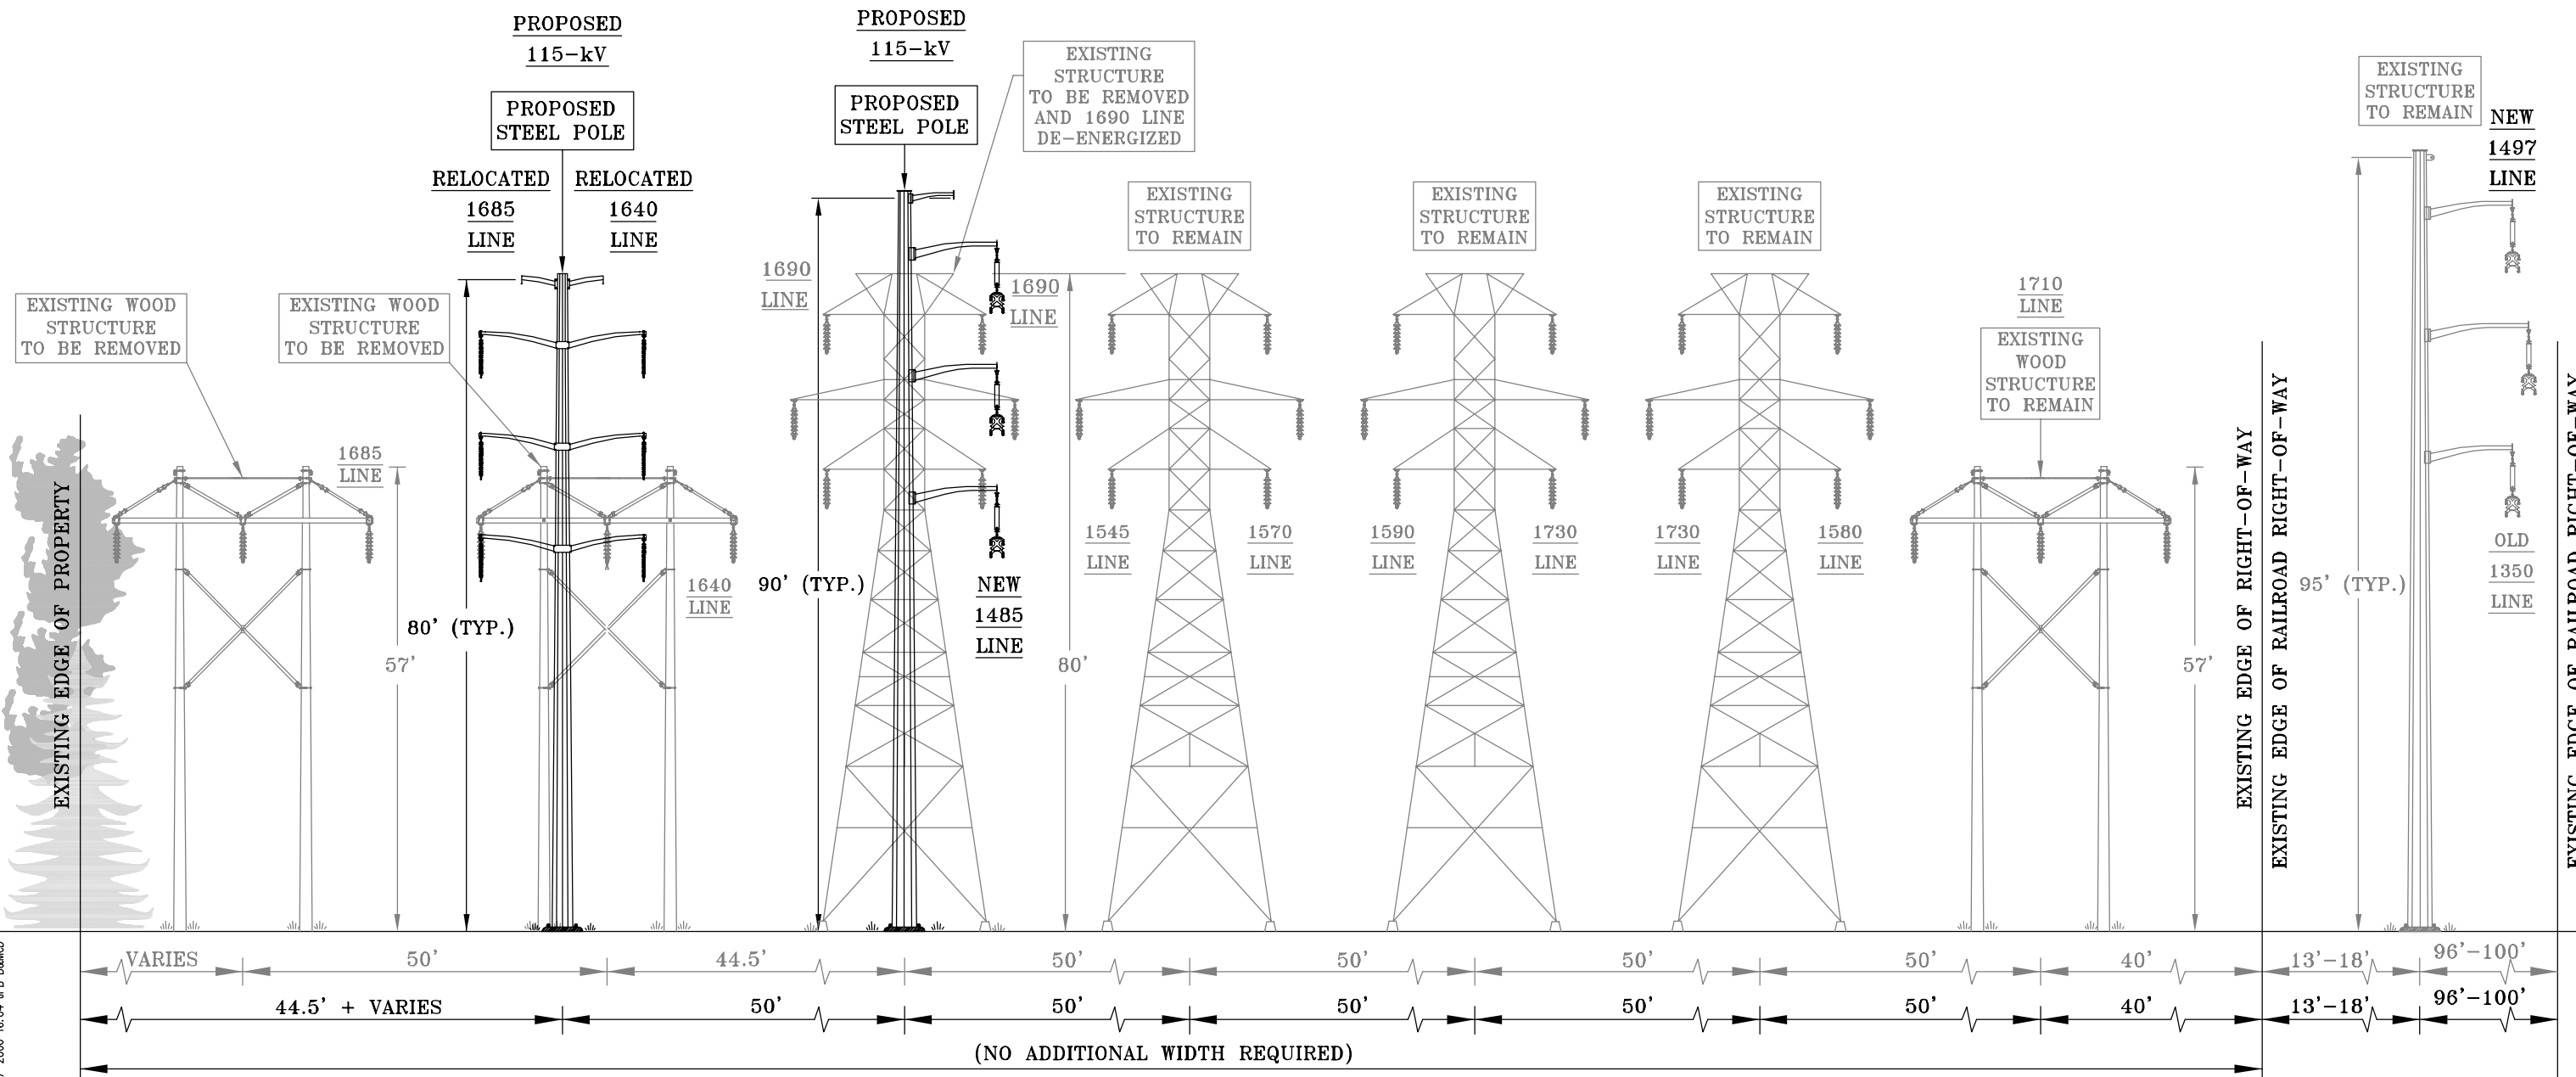 PROPOSED
115-kV
PROPOSED
STEEL POLE
RELOCATED
1685
LINE
RELOCATED
1640
LINE
PROPOSED
115-kV
PROPOSED
STEEL POLE
EXISTING
STRUCTURE
TO BE REMOVED
AND 1690 LINE
DE-ENERGIZED
EXISTING
STRUCTURE
TO REMAIN
EXISTING
STRUCTURE
TO REMAIN
EXISTING
STRUCTURE
TO REMAIN
EXISTING
STRUCTURE
TO REMAIN
NEW
1497
LINE
EXISTING WOOD
STRUCTURE
TO BE REMOVED
EXISTING WOOD
STRUCTURE
TO BE REMOVED
1690
LINE
1690
LINE
1710
LINE
EXISTING
WOOD
STRUCTURE
TO REMAIN
1685
LINE
1640
LINE
EXISTING EDGE OF PROPERTY
57'
80' (TYP.)
90' (TYP.)
NEW
1485
LINE
80'
1545
LINE
1570
LINE
1590
LINE
1730
LINE
1730
LINE
1580
LINE
57'
EXISTING EDGE OF RIGHT-OF-WAY
EXISTING EDGE OF RAILROAD RIGHT-OF-WAY
95' (TYP.)
OLD
1350
LINE
EXISTING EDGE OF RAILROAD RIGHT-OF-WAY
VARIES 50' 44.5' 50' 50' 50' 50' 40' 13'-18' 96'-100'
44.5' + VARIES 50' 50' 50' 50' 50' 40' 13'-18' 96'-100'
(NO ADDITIONAL WIDTH REQUIRED)